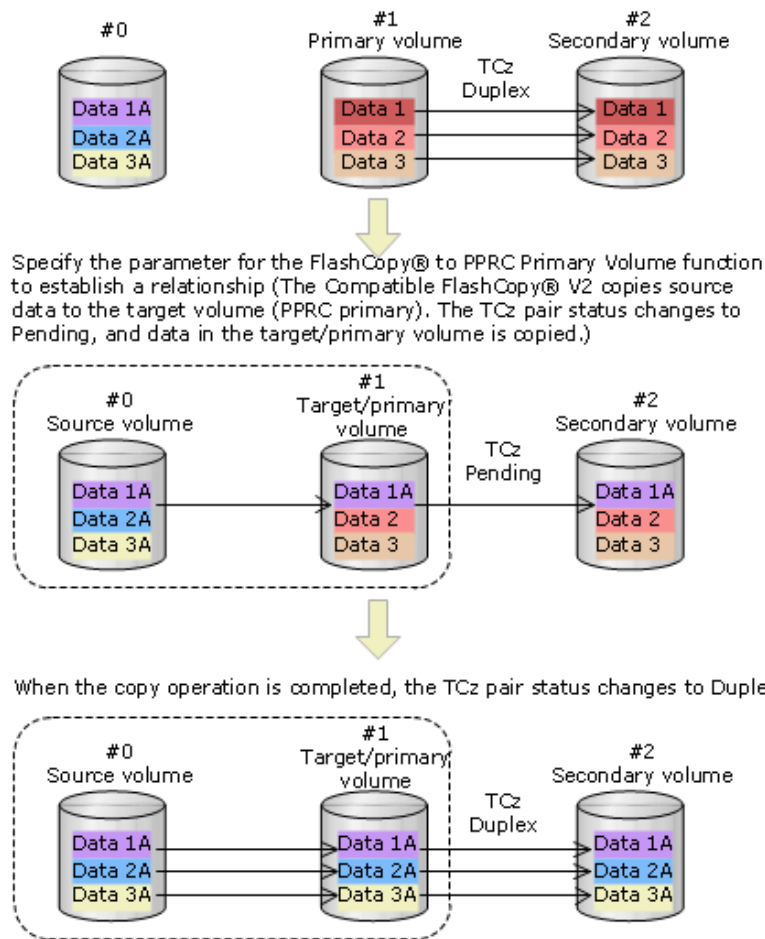 #0
#1
Primary volume
#2
Secondary volume
TCz
Duplex
Data 1A
Data 2A
Data 3A
Data 1
Data 2
Data 3
Data 1
Data 2
Data 3
Specify the parameter for the FlashCopy® to PPRC Primary Volume function
to establish a relationship (The Compatible FlashCopy® V2 copies source
data to the target volume (PPRC primary). The TCz pair status changes to
Pending, and data in the target/primary volume is copied.)
#0
Source volume
#1
Target/primary
volume
#2
Secondary volume
TCz
Pending
Data 1A
Data 2A
Data 3A
Data 1A
Data 2
Data 3
Data 1A
Data 2
Data 3
When the copy operation is completed, the TCz pair status changes to Duple
#0
Source volume
#1
Target/primary
volume
#2
Secondary volume
TCz
Duplex
Data 1A
Data 2A
Data 3A
Data 1A
Data 2A
Data 3A
Data 1A
Data 2A
Data 3A